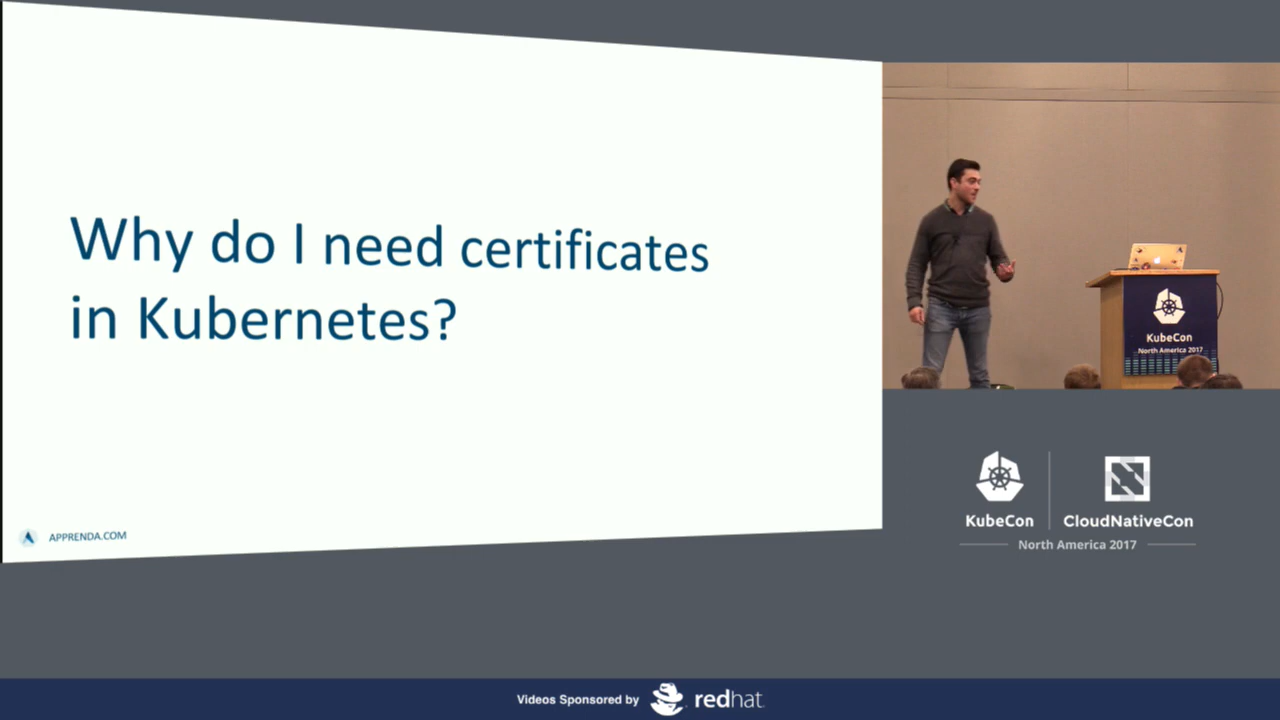 Why do I need certificates
in Kubernetes?
APPRENDA.COM
KubeCon
North America 2017
KubeCon
CloudNativeCon
North America 2017
Videos Sponsored by
redhat